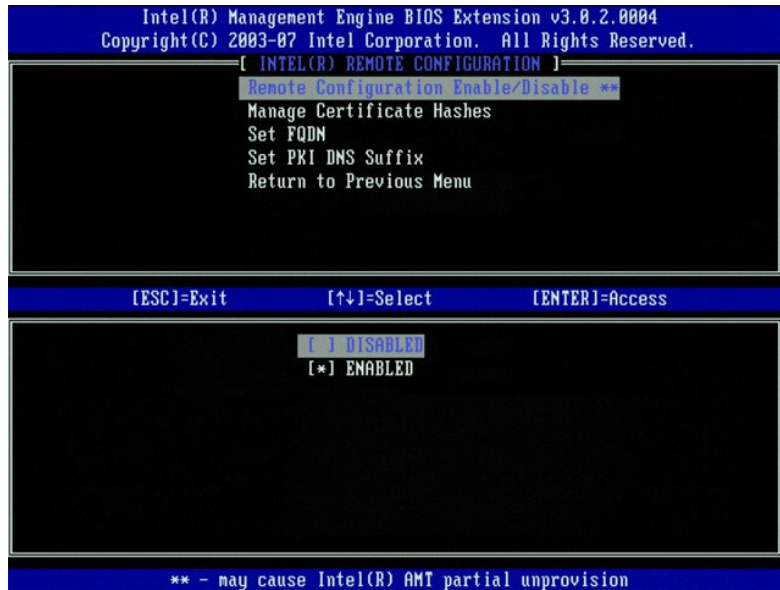 Intel(R) Management Engine BIOS Extension v3.0.2.0004
Copyright(C) 2003-07 Intel Corporation. All Rights Reserved.
[ INTEL(R) REMOTE CONFIGURATION ]
Remote Configuration Enable/Disable **
Manage Certificate Hashes
Set FQDN
Set PKI DNS Suffix
Return to Previous Menu
[ESC]=Exit [↑↓]=Select [ENTER]=Access
[ ] DISABLED
[*] ENABLED
** - may cause Intel(R) AMT partial unprovision